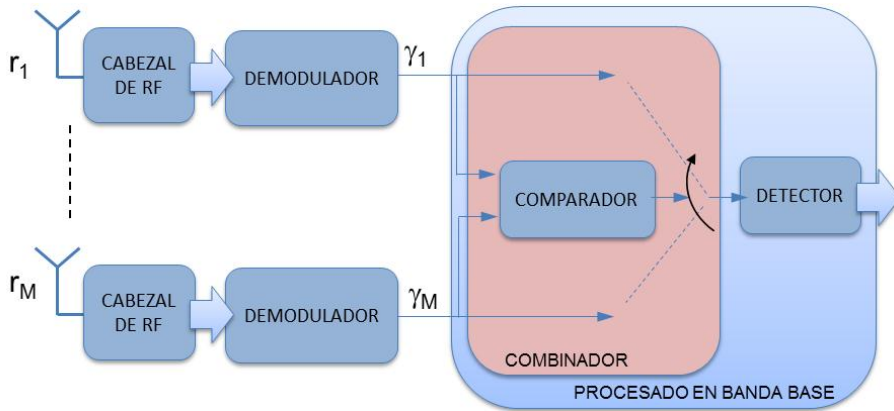 r1
CABEZAL
DE RF
DEMODULADOR
γ1
COMPARADOR
DETECTOR
rM
CABEZAL
DE RF
DEMODULADOR
γM
COMBINADOR
PROCESADO EN BANDA BASE